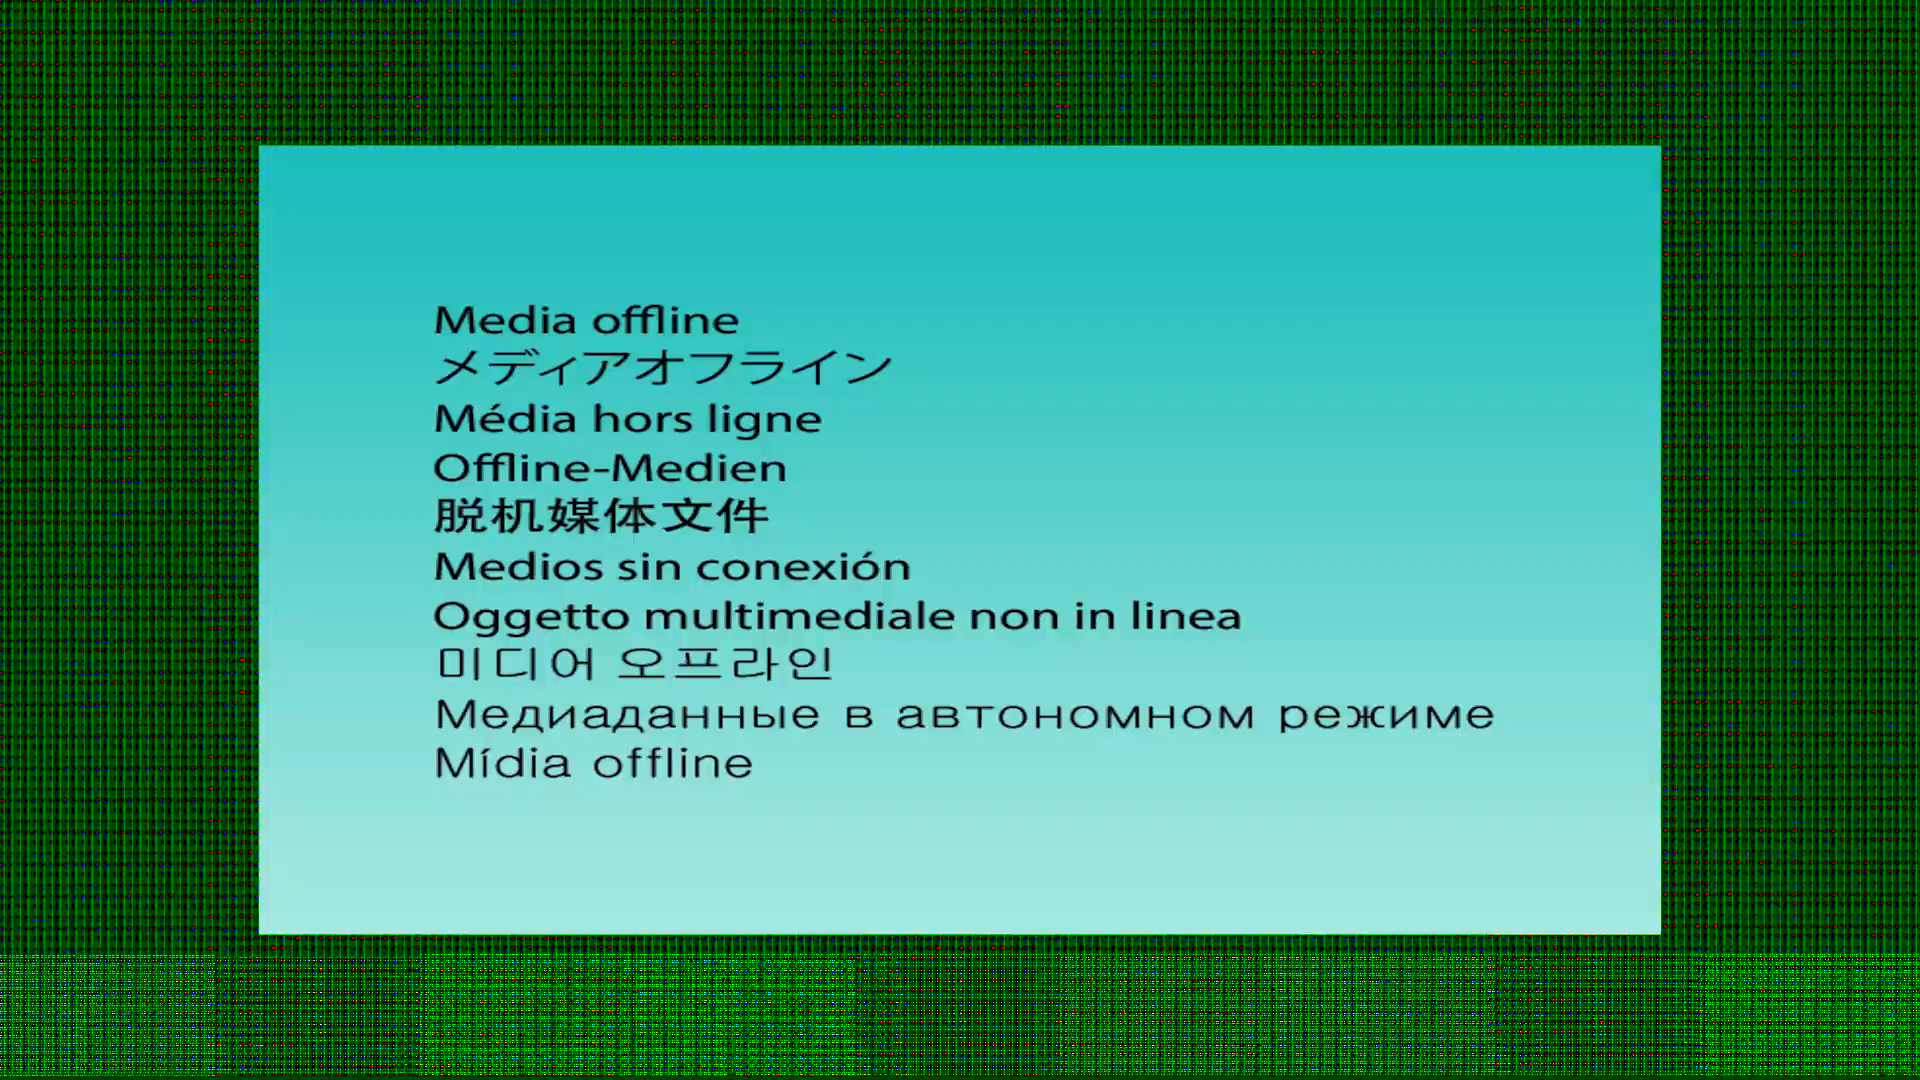 Media offline
メディアオフライン
Média hors ligne
Offline-Medien
脱机媒体文件
Medios sin conexión
Oggetto multimediale non in linea
미디어 오프라인
Медиаданные в автономном режиме
Mídia offline